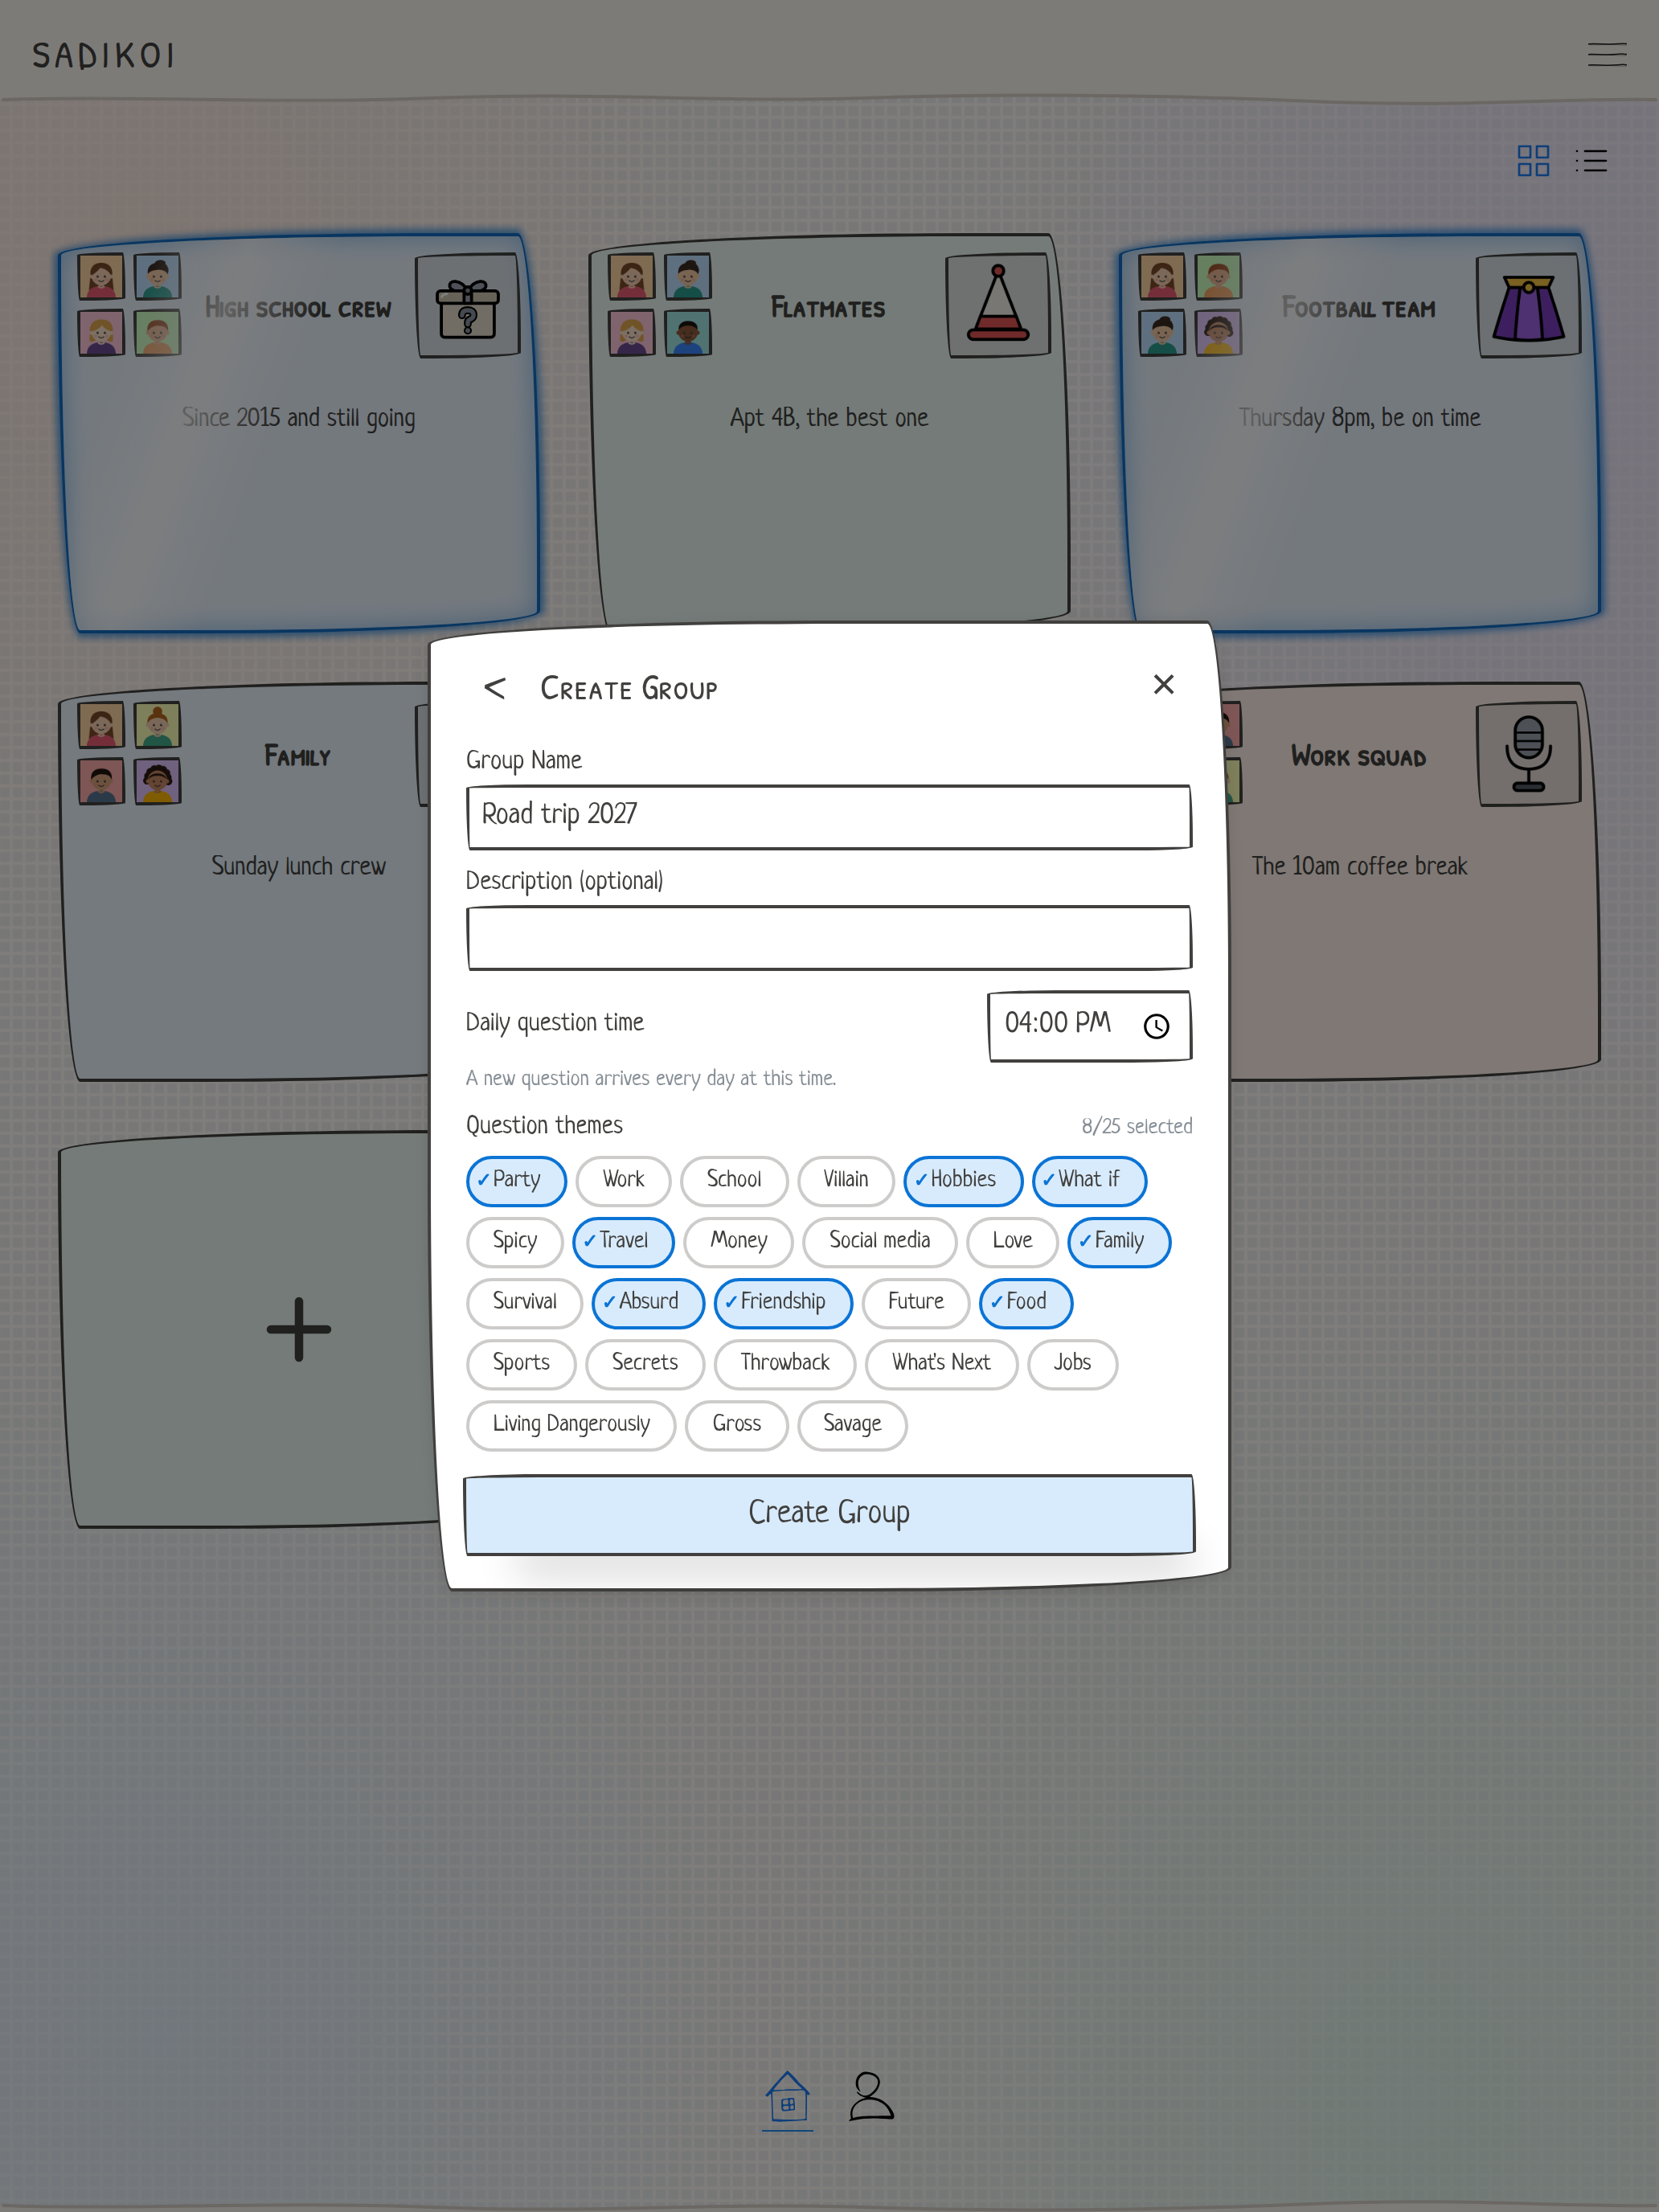 SADIKOI
High school crew
Since 2015 and still going
Flatmates
Apt 4B, the best one
Football team
Thursday 8pm, be on time
Family
Sunday lunch crew
Work squad
The 10am coffee break
< Create Group ✕
Group Name
Road trip 2027
Description (optional)
Daily question time 04:00 PM
A new question arrives every day at this time.
Question themes 8/25 selected
✓Party Work School Villain ✓Hobbies ✓What if
Spicy ✓Travel Money Social media Love ✓Family
Survival ✓Absurd ✓Friendship Future ✓Food
Sports Secrets Throwback What's Next Jobs
Living Dangerously Gross Savage
Create Group